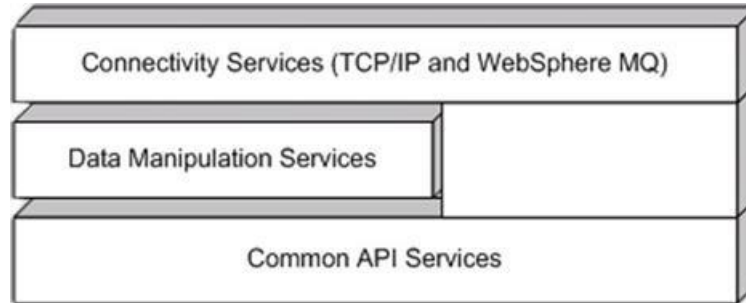 Connectivity Services (TCP/IP and WebSphere MQ)
Data Manipulation Services
Common API Services